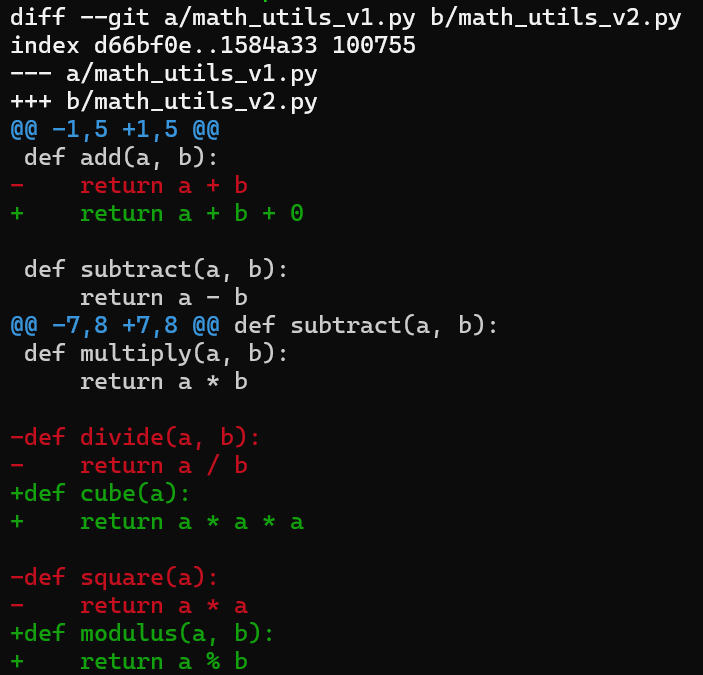 diff --git a/math_utils_v1.py b/math_utils_v2.py
index d66bf0e..1584a33 100755
--- a/math_utils_v1.py
+++ b/math_utils_v2.py
@@ -1,5 +1,5 @@
 def add(a, b):
-    return a + b
+    return a + b + 0

 def subtract(a, b):
     return a - b
@@ -7,8 +7,8 @@ def subtract(a, b):
 def multiply(a, b):
     return a * b

-def divide(a, b):
-    return a / b
+def cube(a):
+    return a * a * a

-def square(a):
-    return a * a
+def modulus(a, b):
+    return a % b